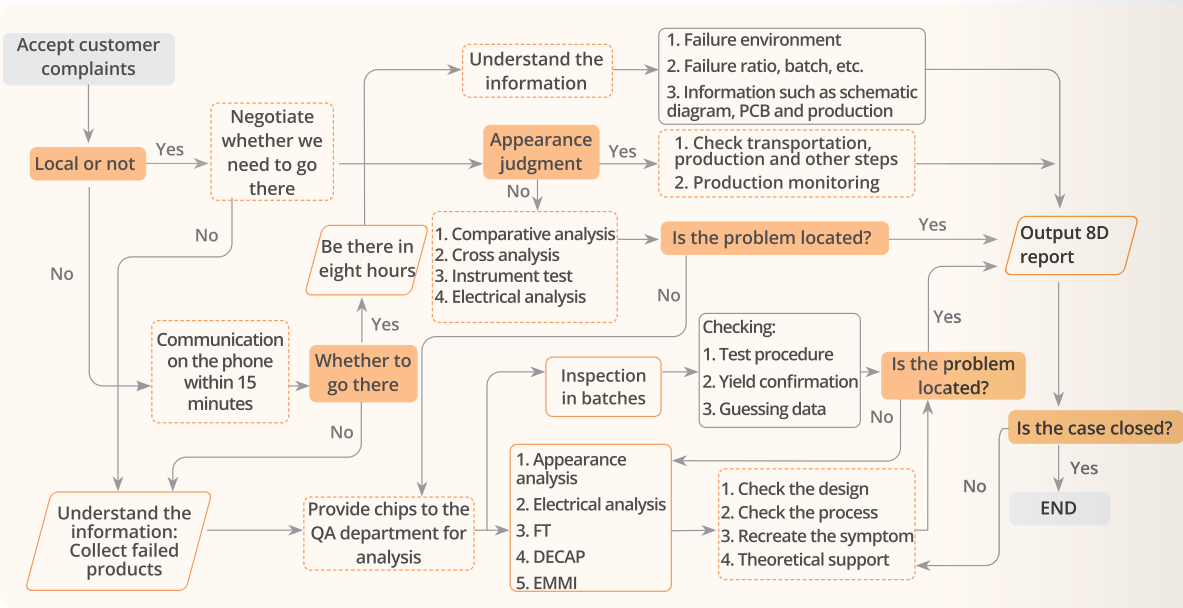 Accept customer
complaints
Local or not
Yes
Negotiate
whether we
need to go
there
No
No
Communication
on the phone
within 15
minutes
Whether to
go there
Yes
No
Be there in
eight hours
Understand the
information
1. Failure environment
2. Failure ratio, batch, etc.
3. Information such as schematic
diagram, PCB and production
Appearance
judgment
Yes
No
1. Check transportation,
production and other steps
2. Production monitoring
1. Comparative analysis
2. Cross analysis
3. Instrument test
4. Electrical analysis
Is the problem located?
Yes
No
Output 8D
report
Understand the
information:
Collect failed
products
Provide chips to the
QA department for
analysis
Inspection
in batches
Checking:
1. Test procedure
2. Yield confirmation
3. Guessing data
Is the problem
located?
Yes
No
1. Appearance
analysis
2. Electrical analysis
3. FT
4. DECAP
5. EMMI
1. Check the design
2. Check the process
3. Recreate the symptom
4. Theoretical support
Is the case closed?
No
Yes
END